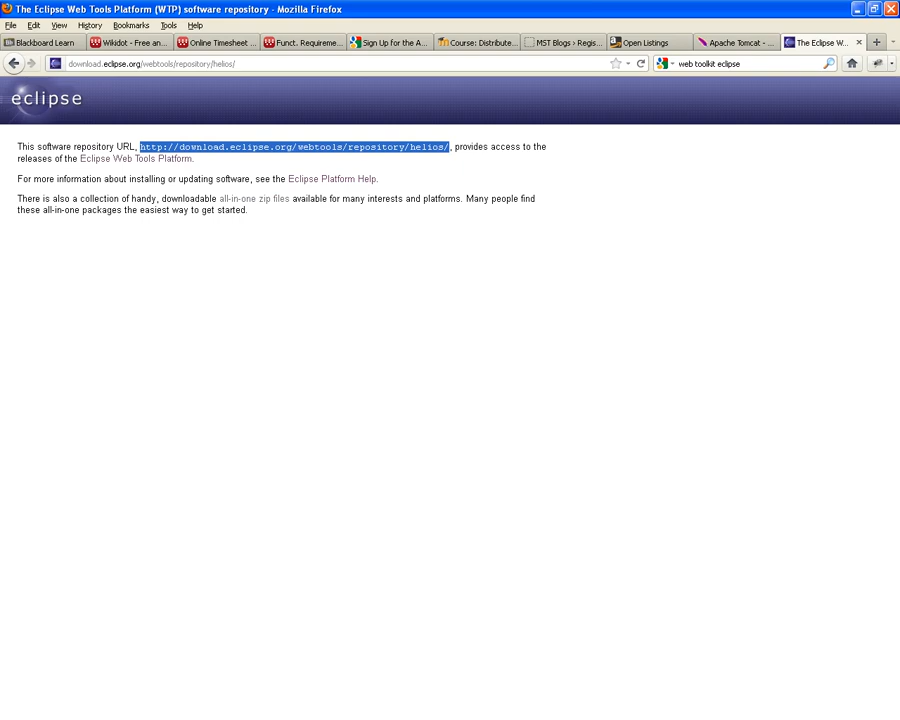 The Eclipse Web Tools Platform (WTP) software repository - Mozilla Firefox
File Edit View History Bookmarks Tools Help
Bb Blackboard Learn Wikidot - Free an... Online Timesheet ... Funct. Requireme... Sign Up for the A... Course: Distribute... MST Blogs › Regis... Open Listings Apache Tomcat - ... The Eclipse W...
download.eclipse.org/webtools/repository/helios/ web toolkit eclipse
eclipse
This software repository URL, http://download.eclipse.org/webtools/repository/helios/, provides access to the
releases of the Eclipse Web Tools Platform.
For more information about installing or updating software, see the Eclipse Platform Help.
There is also a collection of handy, downloadable all-in-one zip files available for many interests and platforms. Many people find
these all-in-one packages the easiest way to get started.